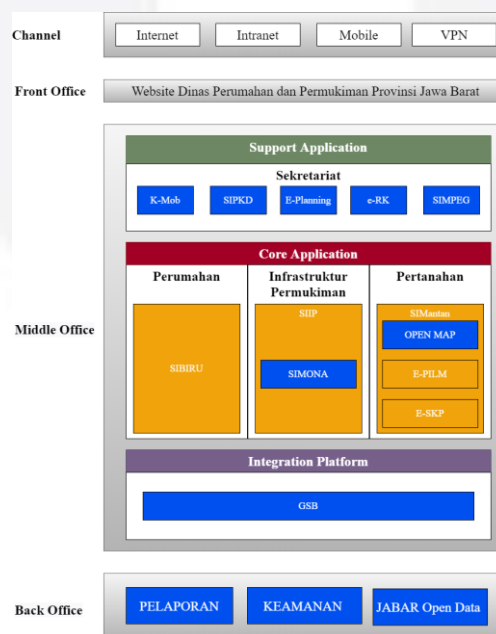 Channel
Internet
Intranet
Mobile
VPN
Front Office
Website Dinas Perumahan dan Permukiman Provinsi Jawa Barat
Middle Office
Support Application
Sekretariat
K-Mob
SIPKD
E-Planning
e-RK
SIMPEG
Core Application
Perumahan
SIBIRU
Infrastruktur
Permukiman
SIIP
SIMONA
Pertanahan
SIMantan
OPEN MAP
E-PILM
E-SKP
Integration Platform
GSB
Back Office
PELAPORAN
KEAMANAN
JABAR Open Data